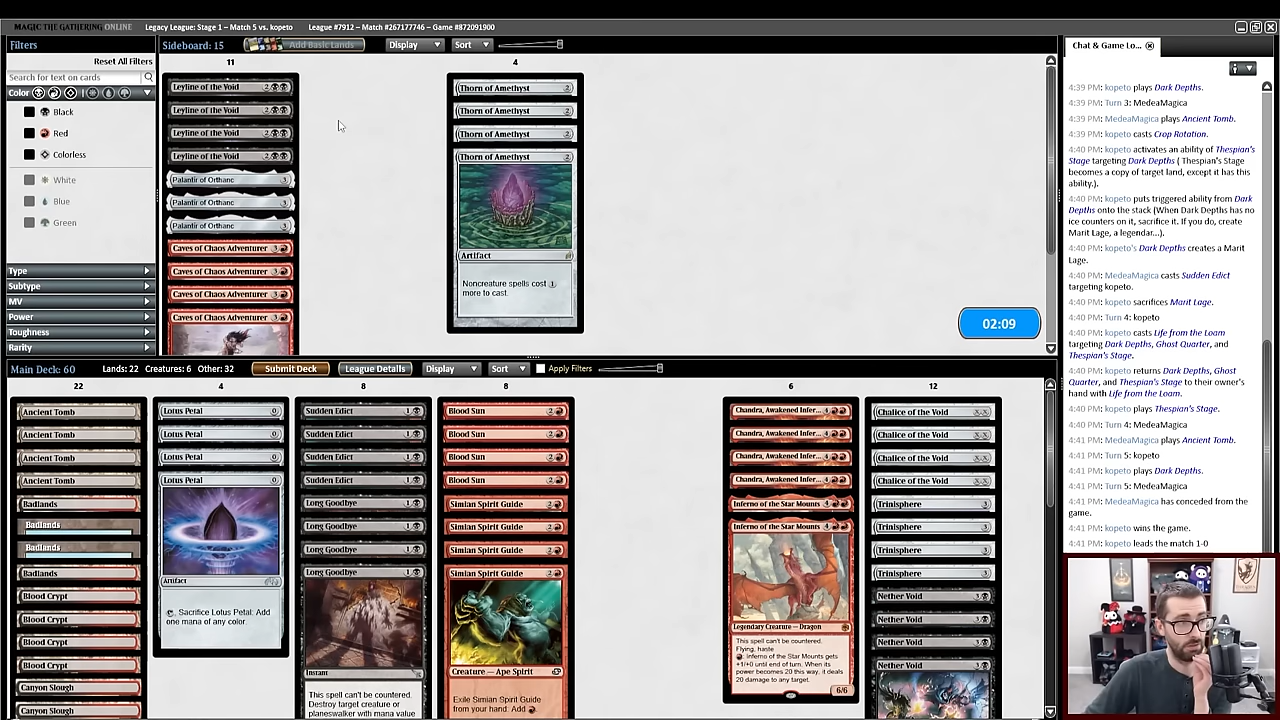 MAGIC THE GATHERING ONLINE
Legacy League: Stage 1 – Match 5 vs. kopeto
League #7912 – Match #267177746 – Game #872091900
Filters
Sideboard: 15
Add Basic Lands
Display
Sort
Reset All Filters
11
4
Search for text on cards
Color
Black
Red
Colorless
White
Blue
Green
Type
Subtype
MV
Power
Toughness
Rarity
Leyline of the Void
Leyline of the Void
Leyline of the Void
Leyline of the Void
Palantír of Orthanc
Palantír of Orthanc
Palantír of Orthanc
Caves of Chaos Adventurer
Caves of Chaos Adventurer
Caves of Chaos Adventurer
Caves of Chaos Adventurer
Thorn of Amethyst
Thorn of Amethyst
Thorn of Amethyst
Thorn of Amethyst
Artifact
Noncreature spells cost 1
more to cast.
02:09
Main Deck: 60
Lands: 22 Creatures: 6 Other: 32
Submit Deck
League Details
Display
Sort
Apply Filters
22
4
8
8
6
12
Ancient Tomb
Ancient Tomb
Ancient Tomb
Ancient Tomb
Badlands
Badlands
Badlands
Badlands
Blood Crypt
Blood Crypt
Blood Crypt
Blood Crypt
Canyon Slough
Canyon Slough
Lotus Petal
Lotus Petal
Lotus Petal
Lotus Petal
Artifact
, Sacrifice Lotus Petal: Add
one mana of any color.
Sudden Edict
Sudden Edict
Sudden Edict
Sudden Edict
Long Goodbye
Long Goodbye
Long Goodbye
Long Goodbye
Instant
This spell can't be countered.
Destroy target creature or
planeswalker with mana value
Blood Sun
Blood Sun
Blood Sun
Blood Sun
Simian Spirit Guide
Simian Spirit Guide
Simian Spirit Guide
Simian Spirit Guide
Creature — Ape Spirit
Exile Simian Spirit Guide
from your hand: Add
Chandra, Awakened Infer...
Chandra, Awakened Infer...
Chandra, Awakened Infer...
Chandra, Awakened Infer...
Inferno of the Star Mounts
Inferno of the Star Mounts
Legendary Creature — Dragon
This spell can't be countered.
Flying, haste
: Inferno of the Star Mounts gets
+1/+0 until end of turn. When its
power becomes 20 this way, it deals
20 damage to any target.
6/6
Chalice of the Void
Chalice of the Void
Chalice of the Void
Chalice of the Void
Trinisphere
Trinisphere
Trinisphere
Trinisphere
Nether Void
Nether Void
Nether Void
Nether Void
Chat & Game Lo...
4:39 PM: kopeto plays Dark Depths.
4:39 PM: Turn 3: MedeaMagica
4:39 PM: MedeaMagica plays Ancient Tomb.
4:39 PM: kopeto casts Crop Rotation.
4:39 PM: kopeto activates an ability of Thespian's
Stage targeting Dark Depths ( Thespian's Stage
becomes a copy of target land, except it has this
ability.).
4:40 PM: kopeto puts triggered ability from Dark
Depths onto the stack (When Dark Depths has no
ice counters on it, sacrifice it. If you do, create
Marit Lage, a legendary...).
4:40 PM: kopeto's Dark Depths creates a Marit
Lage.
4:40 PM: MedeaMagica casts Sudden Edict
targeting kopeto.
4:40 PM: kopeto sacrifices Marit Lage.
4:40 PM: Turn 4: kopeto
4:40 PM: kopeto casts Life from the Loam
targeting Dark Depths, Ghost Quarter, and
Thespian's Stage.
4:40 PM: kopeto returns Dark Depths, Ghost
Quarter, and Thespian's Stage to their owner's
hand with Life from the Loam.
4:40 PM: kopeto plays Thespian's Stage.
4:40 PM: Turn 4: MedeaMagica
4:41 PM: MedeaMagica plays Ancient Tomb.
4:41 PM: Turn 5: kopeto
4:41 PM: kopeto plays Dark Depths.
4:41 PM: Turn 5: MedeaMagica
4:41 PM: MedeaMagica has conceded from the
game.
4:41 PM: kopeto wins the game.
4:41 PM: kopeto leads the match 1-0